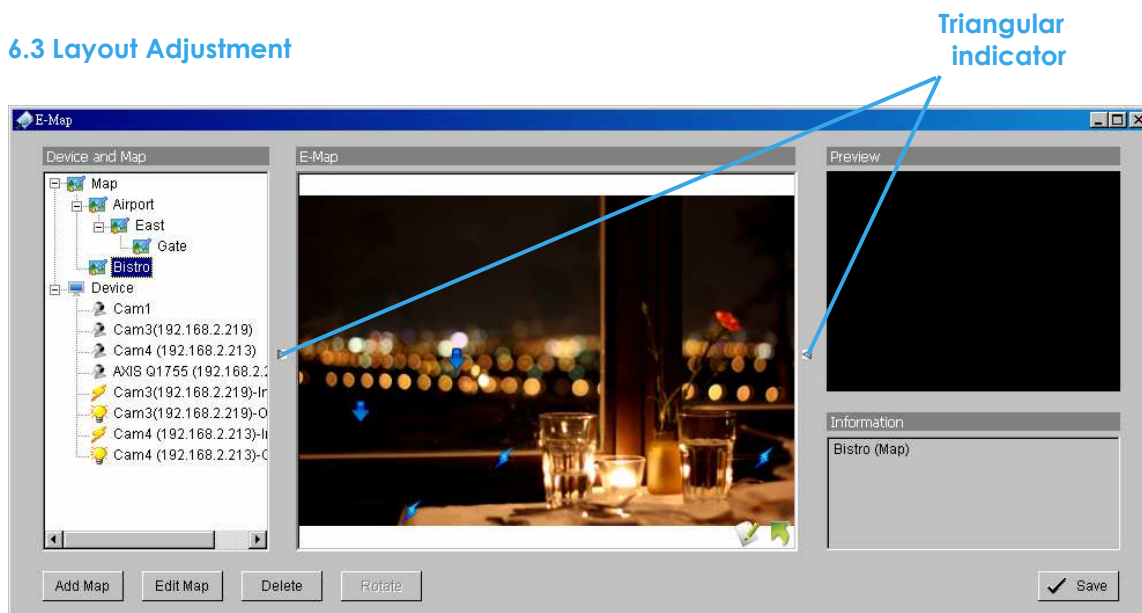 6.3 Layout Adjustment
Triangular
indicator
E-Map
Device and Map
Map
Airport
East
Gate
Bistro
Device
Cam1
Cam3(192.168.2.219)
Cam4 (192.168.2.213)
AXIS Q1755 (192.168.2.2
Cam3(192.168.2.219)-Ir
Cam3(192.168.2.219)-O
Cam4 (192.168.2.213)-Ii
Cam4 (192.168.2.213)-C
E-Map
Preview
Information
Bistro (Map)
Add Map
Edit Map
Delete
Rotate
Save